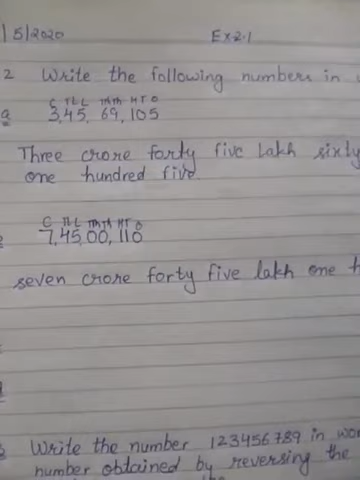 15/2020 Ex 2.1
2 Write the following numbers in
a C TL L TTh Th H T O
3,45, 69, 105
Three crore forty five lakh sixty
one hundred five.
C TL L TTh Th H T O
7,45,00,110
seven crore forty five lakh one
Write the number 123456789 in
number obtained by reversing the